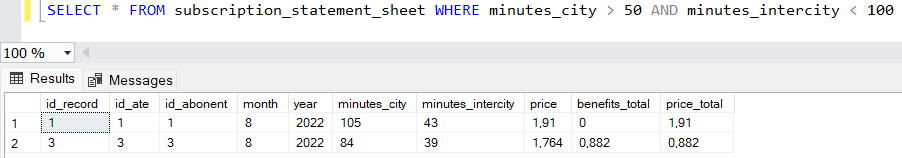 SELECT * FROM subscription_statement_sheet WHERE minutes_city > 50 AND minutes_intercity < 100
100 %
Results Messages
id_record id_ate id_abonent month year minutes_city minutes_intercity price benefits_total price_total
1 1 1 1 8 2022 105 43 1,91 0 1,91
2 3 3 3 8 2022 84 39 1,764 0,882 0,882